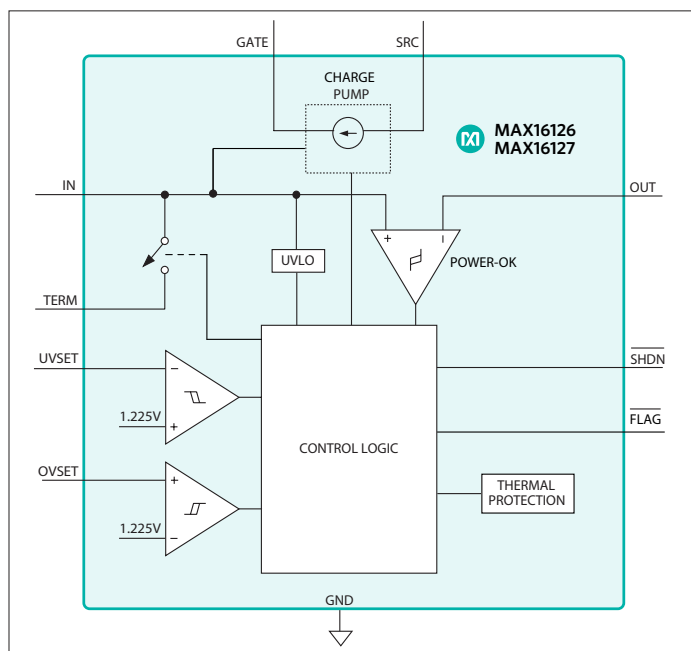 GATE
SRC
CHARGE
PUMP
MAX16126
MAX16127
IN
OUT
+
−
UVLO
POWER-OK
TERM
UVSET
−
SHDN
1.225V
+
FLAG
CONTROL LOGIC
OVSET
+
THERMAL
PROTECTION
1.225V
−
GND